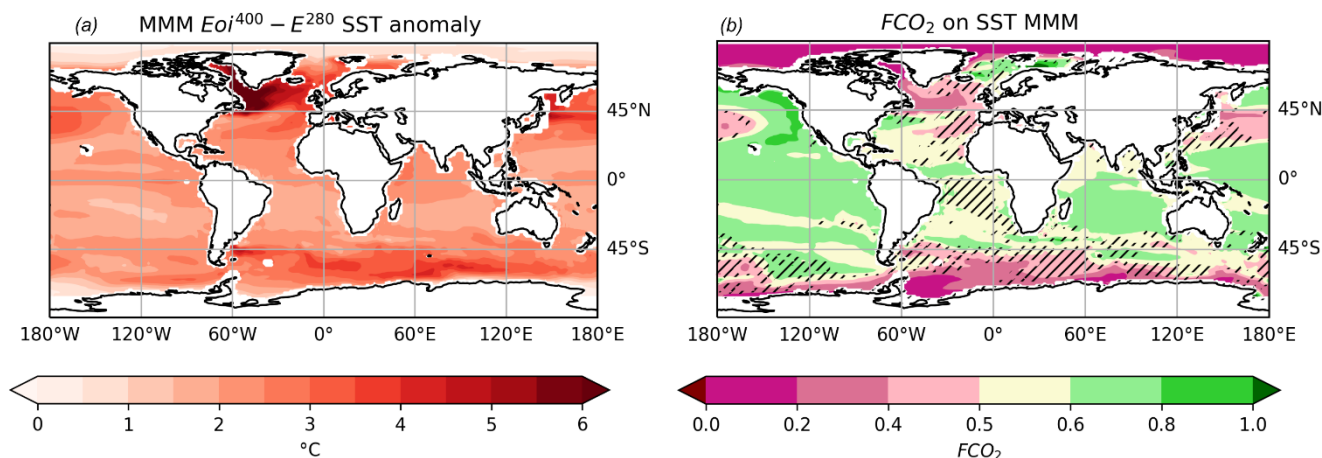 (a) MMM Eoi⁴⁰⁰ − E²⁸⁰ SST anomaly
(b) FCO₂ on SST MMM
45°N
0°
45°S
180°W 120°W 60°W 0° 60°E 120°E 180°E
45°N
0°
45°S
180°W 120°W 60°W 0° 60°E 120°E 180°E
0 1 2 3 4 5 6
°C
0.0 0.2 0.4 0.5 0.6 0.8 1.0
FCO₂